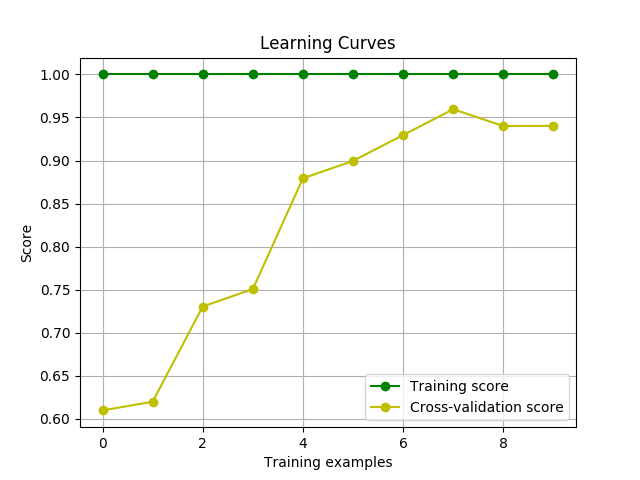 Learning Curves
1.00
0.95
0.90
0.85
0.80
0.75
0.70
0.65
0.60
Score
0 2 4 6 8
Training examples
Training score
Cross-validation score